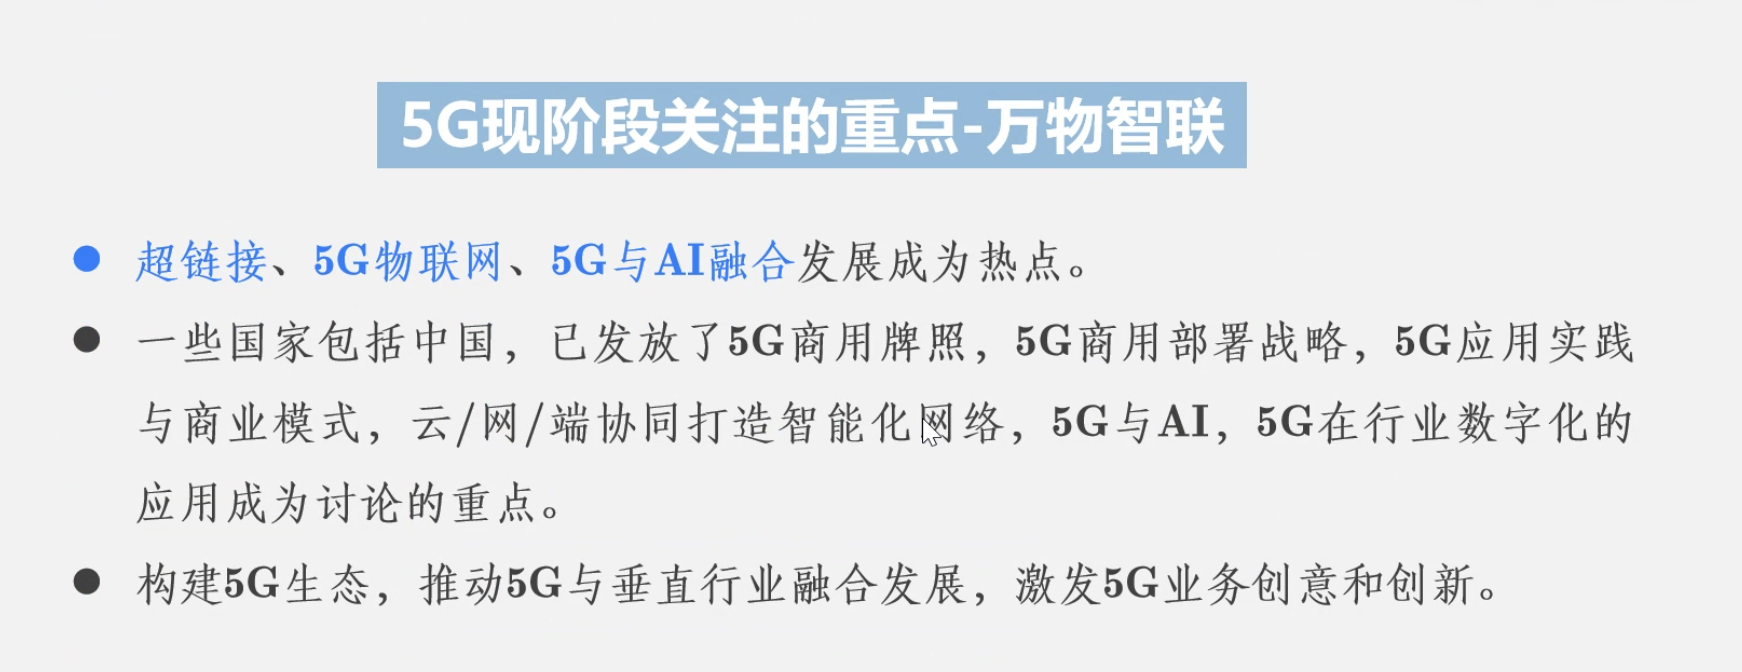 5G现阶段关注的重点-万物智联
超链接、5G物联网、5G与AI融合发展成为热点。
一些国家包括中国，已发放了5G商用牌照，5G商用部署战略，5G应用实践
与商业模式，云/网/端协同打造智能化网络，5G与AI，5G在行业数字化的
应用成为讨论的重点。
构建5G生态，推动5G与垂直行业融合发展，激发5G业务创意和创新。